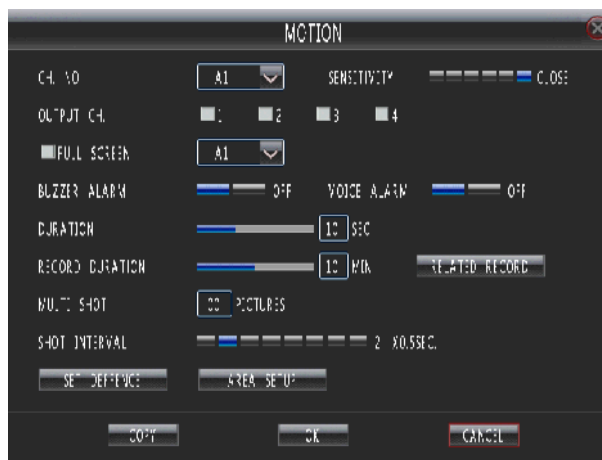 MOTION
CH. NO A1 SENSITIVITY CLOSE
OUTPUT CH. 1 2 3 4
FULL SCREEN A1
BUZZER ALARM OFF VOICE ALARM OFF
DURATION 10 SEC
RECORD DURATION 10 MIN RELATED RECORD
MULTI SHOT PICTURES
SHOT INTERVAL 2 X0.5SEC.
SET DEFFENCE AREA SETUP
COPY OK CANCEL